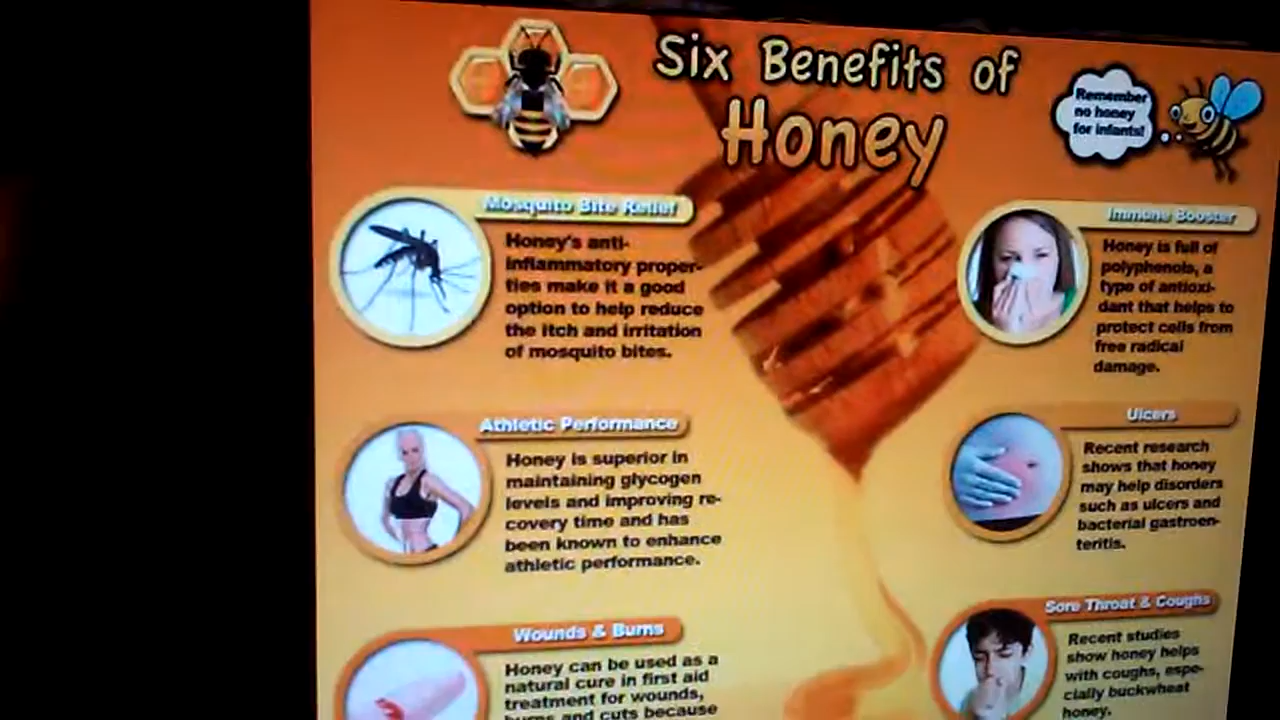 Six Benefits of
Honey
Remember
no honey
for infants!
Mosquito Bite Relief
Honey's anti-
inflammatory proper-
ties make it a good
option to help reduce
the itch and irritation
of mosquito bites.
Immune Booster
Honey is full of
polyphenols, a
type of antioxi-
dant that helps to
protect cells from
free radical
damage.
Athletic Performance
Honey is superior in
maintaining glycogen
levels and improving re-
covery time and has
been known to enhance
athletic performance.
Ulcers
Recent research
shows that honey
may help disorders
such as ulcers and
bacterial gastroen-
teritis.
Wounds & Burns
Honey can be used as a
natural cure in first aid
treatment for wounds,
burns and cuts because
Sore Throat & Coughs
Recent studies
show honey helps
with coughs, espe-
cially buckwheat
honey.